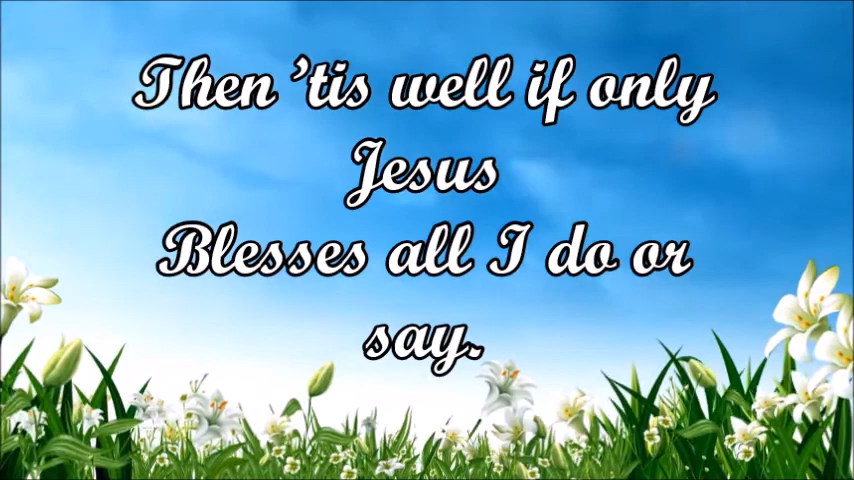 Then 'tis well if only
Jesus
Blesses all I do or
say.